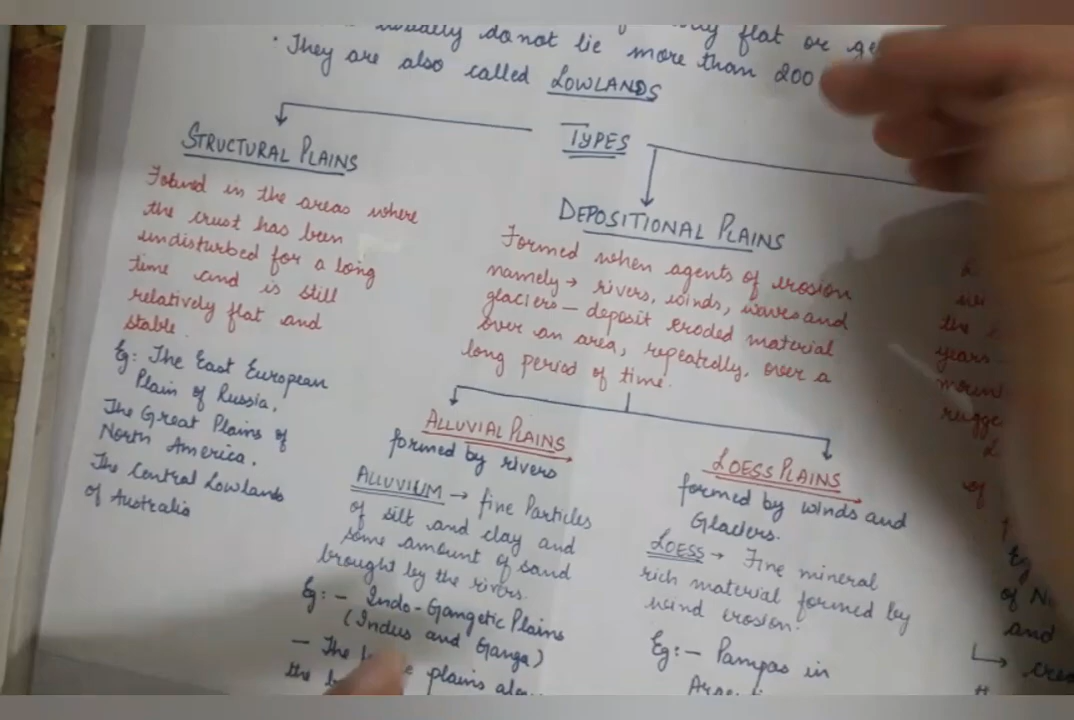 do not lie more than 200
flat or
· They are also called LOWLANDS
TYPES
STRUCTURAL PLAINS
Found in the areas where
the crust has been
undisturbed for a long
time and is still
relatively flat and
stable.
Eg: The East European
Plain of Russia.
The Great Plains of
North America.
The Central Lowlands
of Australia
DEPOSITIONAL PLAINS
Formed when agents of erosion
namely → rivers, winds, waves and
glaciers – deposit eroded material
over an area, repeatedly, over a
long period of time.
ALLUVIAL PLAINS
formed by rivers
ALLUVIUM → fine Particles
of silt and clay and
some amount of sand
brought by the rivers.
Eg:- – Indo-Gangetic Plains
(Indus and Ganga)
– The
plains
the
LOESS PLAINS
formed by winds and
Glaciers.
LOESS → Fine mineral
rich material formed by
wind erosion.
Eg:- – Pampas in
the
years
of
of
and